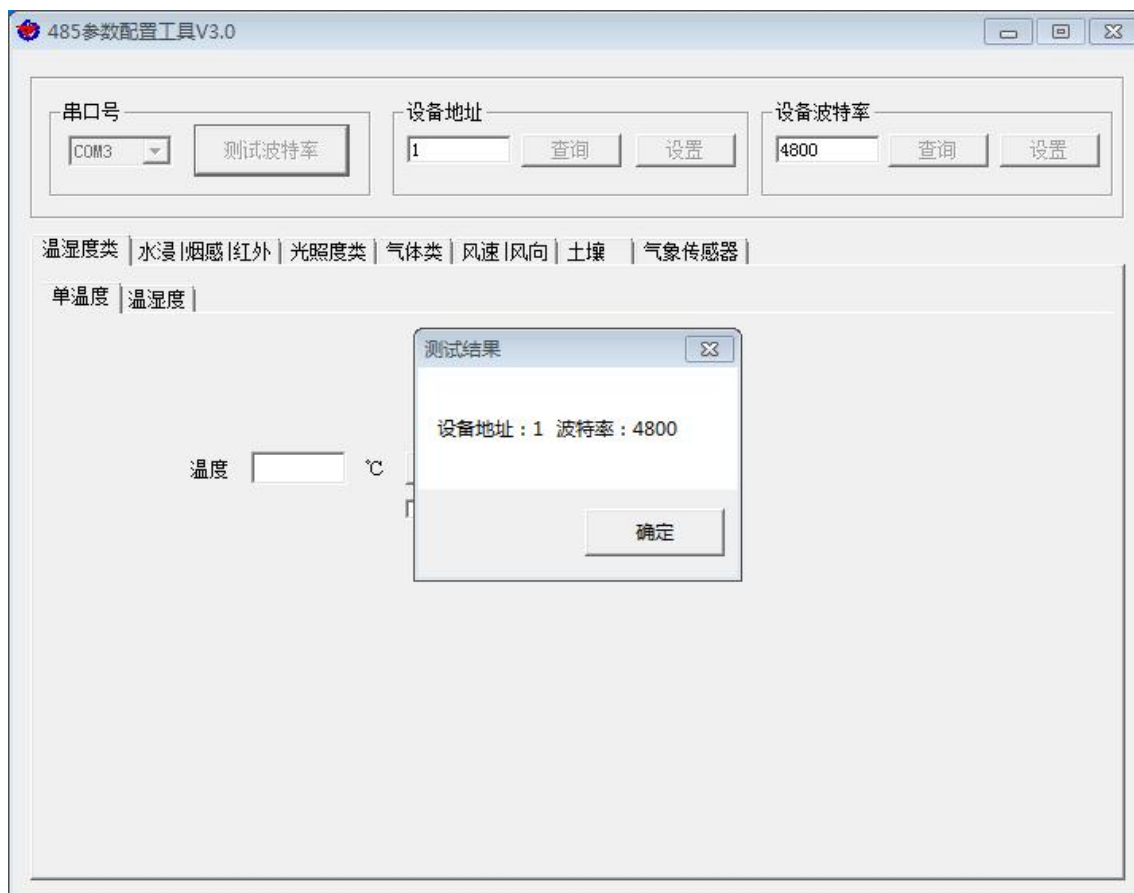 485参数配置工具V3.0
串口号 设备地址 设备波特率
COM3 测试波特率 1 查询 设置 4800 查询 设置
温湿度类 水浸|烟感|红外 光照度类 气体类 风速|风向 土壤 气象传感器
单温度 温湿度
测试结果
设备地址：1 波特率：4800
温度 ℃
确定